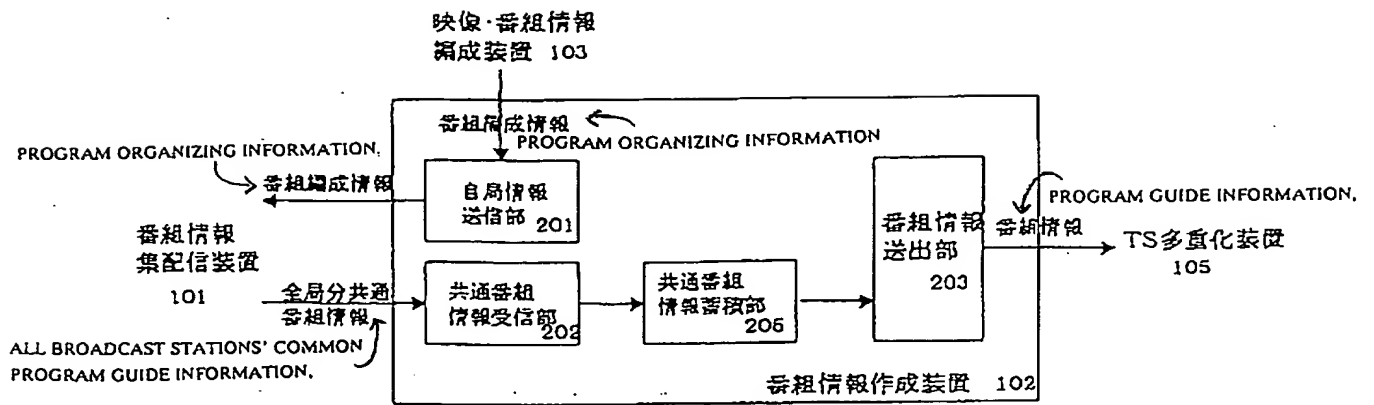 映像･番組情報
編成装置 103
番組編成情報
PROGRAM ORGANIZING INFORMATION
PROGRAM ORGANIZING INFORMATION,
番組編成情報
自局情報
送信部
201
番組情報
集配信装置
101
全局分共通
番組情報
ALL BROADCAST STATIONS' COMMON
PROGRAM GUIDE INFORMATION,
共通番組
情報受信部
202
共通番組
情報蓄積部
205
番組情報
送出部
203
PROGRAM GUIDE INFORMATION,
番組情報
TS多重化装置
105
番組情報作成装置 102